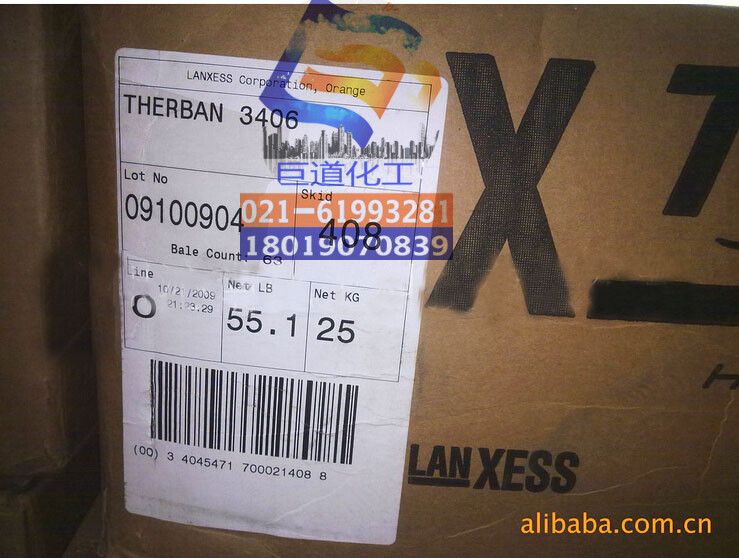 LANXESS Corporation, Orange
THERBAN 3406
巨道化工
Lot No
Skid
09100904
021-61993281
408
18019070839
Bale Count: 63
Line
10/21/2009
21:23.29
O
Net LB
55.1
Net KG
25
(00) 3 4045471 700021408 8
X T
H
LANXESS
alibaba.com.cn